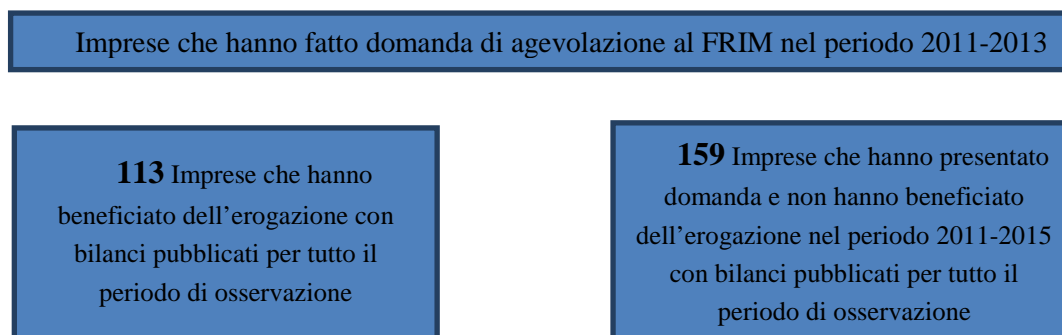 Imprese che hanno fatto domanda di agevolazione al FRIM nel periodo 2011-2013
113 Imprese che hanno
beneficiato dell’erogazione con
bilanci pubblicati per tutto il
periodo di osservazione
159 Imprese che hanno presentato
domanda e non hanno beneficiato
dell’erogazione nel periodo 2011-2015
con bilanci pubblicati per tutto il
periodo di osservazione